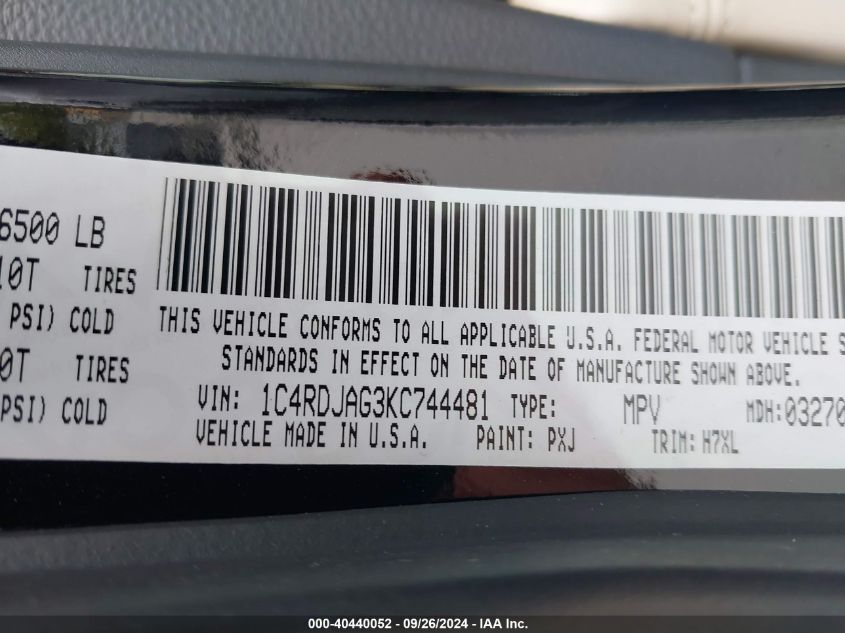 6500 LB
10T TIRES
PSI) COLD
THIS VEHICLE CONFORMS TO ALL APPLICABLE U.S.A. FEDERAL MOTOR VEHICLE S
0T TIRES
STANDARDS IN EFFECT ON THE DATE OF MANUFACTURE SHOWN ABOVE.
PSI) COLD
VIN: 1C4RDJAG3KC744481 TYPE: MPV MDH:03270
VEHICLE MADE IN U.S.A. PAINT: PXJ TRIM: H7XL
000-40440052 - 09/26/2024 - IAA Inc.